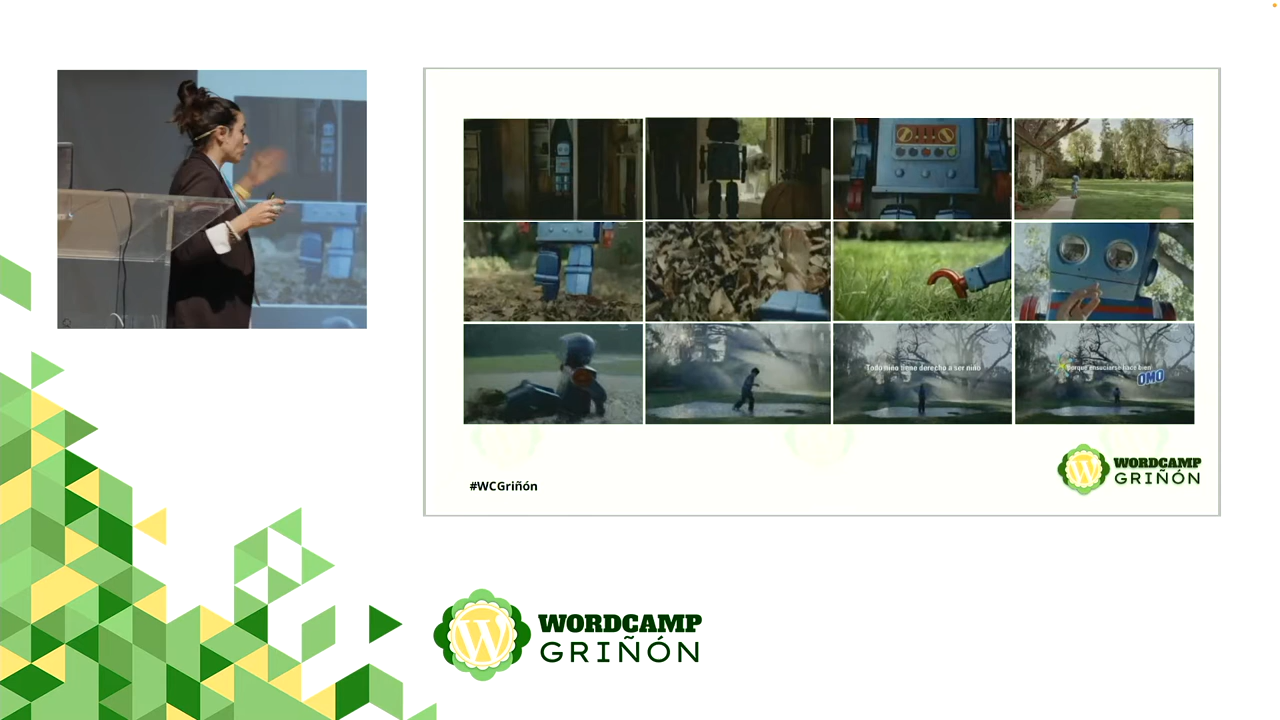 Todo niño tiene derecho a ser niño
Porque ensuciarse hace bien
OMO
#WCGriñón
WORDCAMP
GRIÑÓN
WORDCAMP
GRIÑÓN